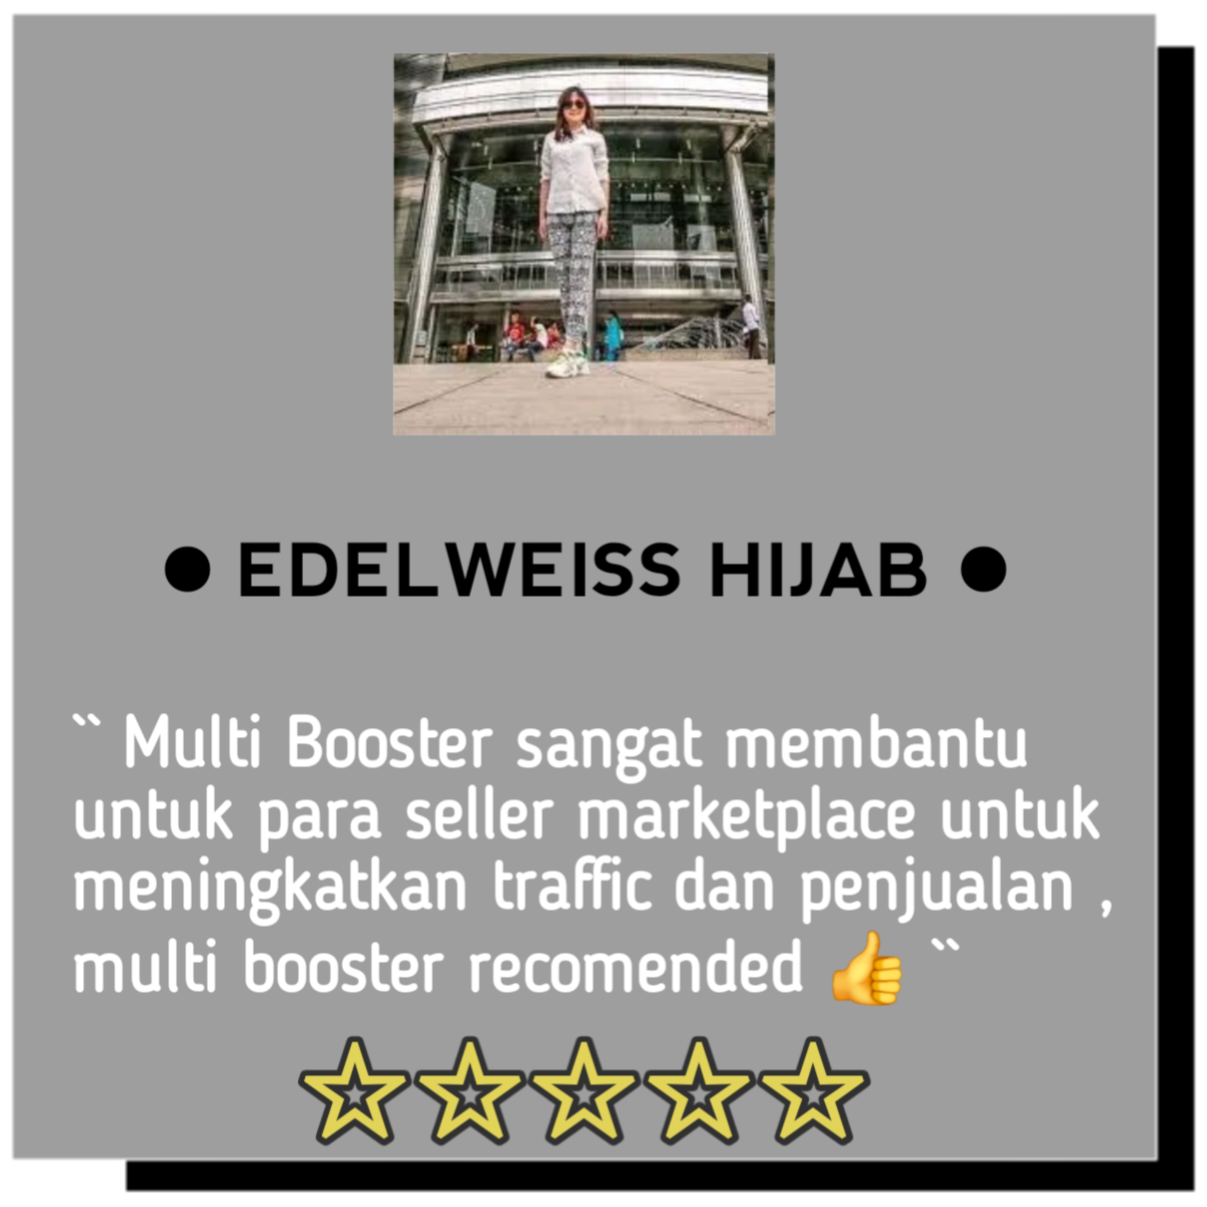 ● EDELWEISS HIJAB ●
`` Multi Booster sangat membantu
untuk para seller marketplace untuk
meningkatkan traffic dan penjualan ,
multi booster recomended 👍 ``